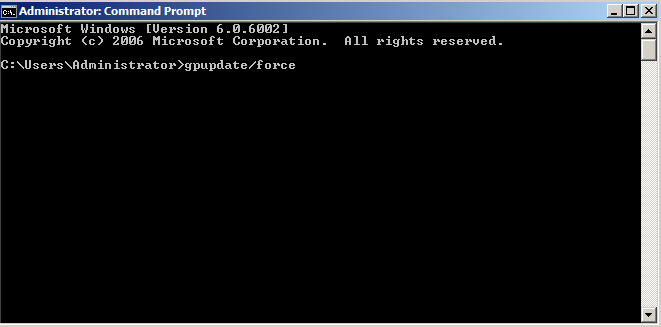 Administrator: Command Prompt
Microsoft Windows [Version 6.0.6002]
Copyright (c) 2006 Microsoft Corporation.  All rights reserved.
C:\Users\Administrator>gpupdate/force